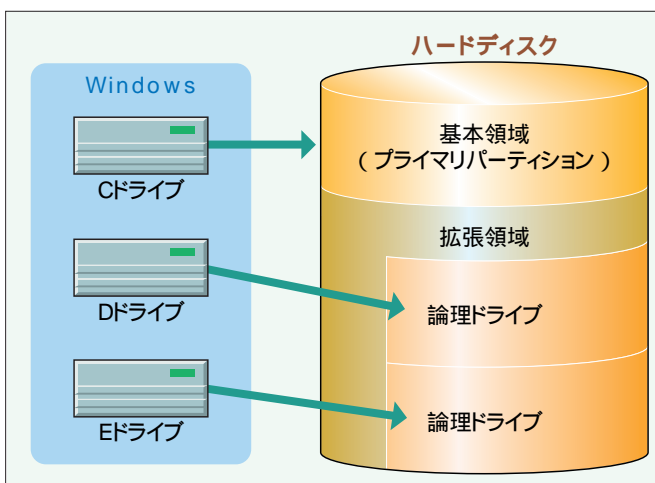 ハードディスク
Windows
基本領域
（プライマリパーティション）
Cドライブ
拡張領域
Dドライブ
論理ドライブ
Eドライブ
論理ドライブ